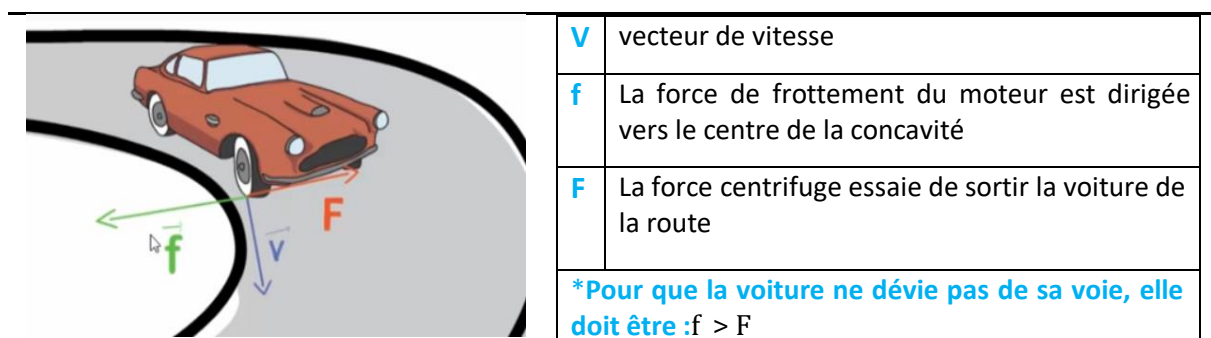 V vecteur de vitesse
f La force de frottement du moteur est dirigée
vers le centre de la concavité
F La force centrifuge essaie de sortir la voiture de
la route
*Pour que la voiture ne dévie pas de sa voie, elle
doit être :f > F
F
f
v